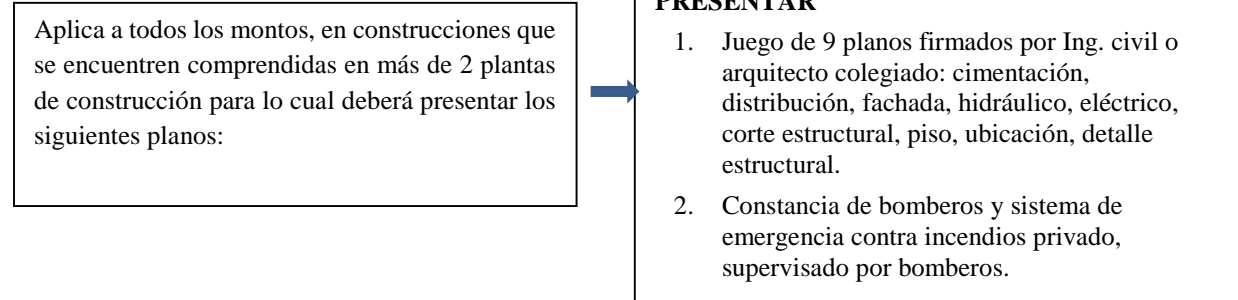 Aplica a todos los montos, en construcciones que
se encuentren comprendidas en más de 2 plantas
de construcción para lo cual deberá presentar los
siguientes planos:
PRESENTAR
1. Juego de 9 planos firmados por Ing. civil o
arquitecto colegiado: cimentación,
distribución, fachada, hidráulico, eléctrico,
corte estructural, piso, ubicación, detalle
estructural.
2. Constancia de bomberos y sistema de
emergencia contra incendios privado,
supervisado por bomberos.